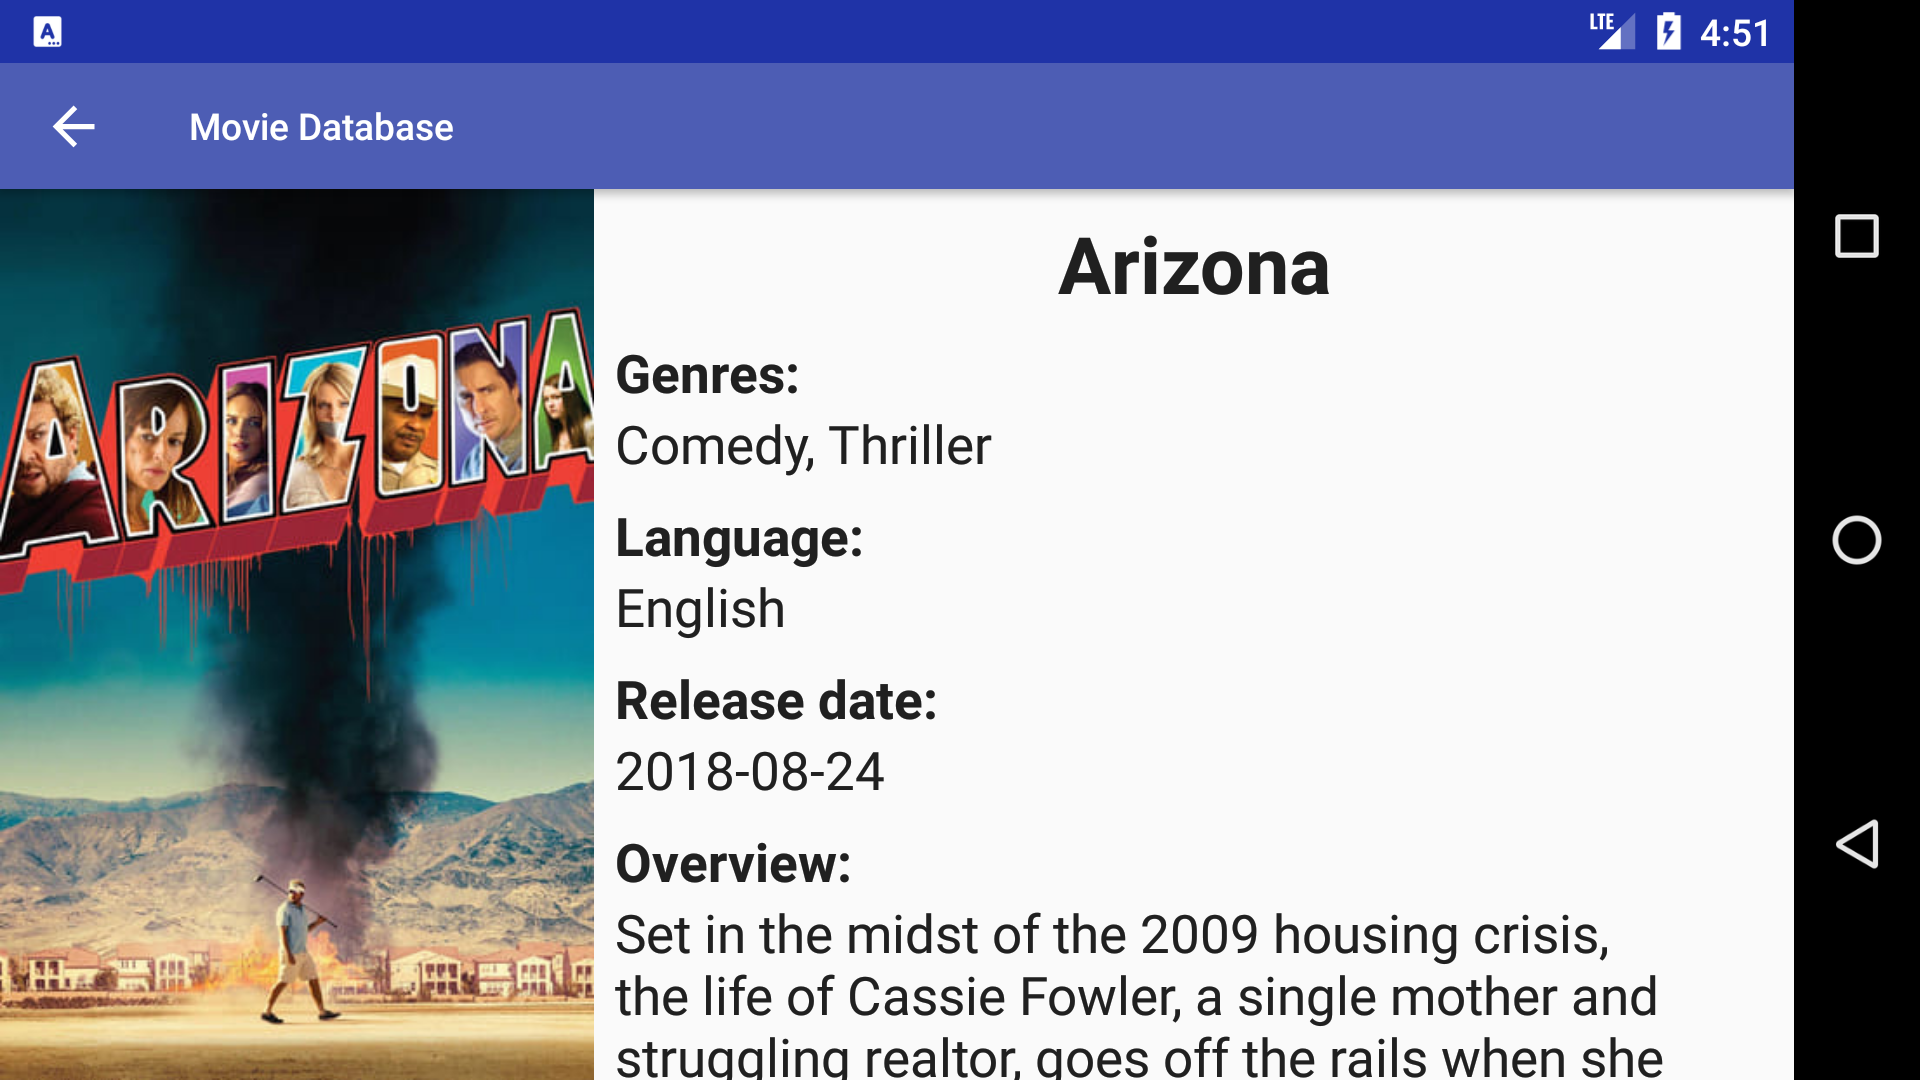 A
LTE
4:51
Movie Database
ARIZONA
Arizona
Genres:
Comedy, Thriller
Language:
English
Release date:
2018-08-24
Overview:
Set in the midst of the 2009 housing crisis,
the life of Cassie Fowler, a single mother and
struggling realtor, goes off the rails when she